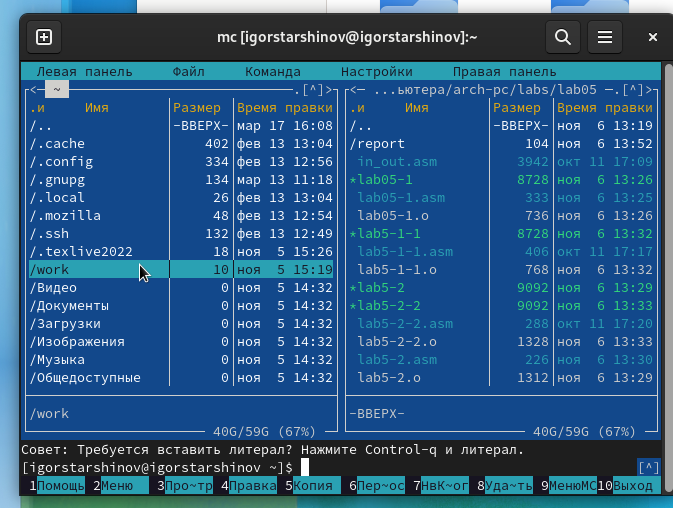 mc [igorstarshinov@igorstarshinov]:~
Левая панель Файл Команда Настройки Правая панель
<─ ~ .[^]> <─ ...ьютера/arch-pc/labs/lab05 ─.[^]>
.и Имя Размер Время правки .и Имя Размер Время правки
/.. -ВВЕРХ- мар 17 16:08 /.. -ВВЕРХ- ноя 6 13:19
/.cache 402 фев 13 13:04 /report 104 ноя 6 13:52
/.config 334 фев 13 12:56 in_out.asm 3942 окт 11 17:09
/.gnupg 134 мар 13 11:18 *lab05-1 8728 ноя 6 13:26
/.local 26 фев 13 13:04 lab05-1.asm 333 ноя 6 13:25
/.mozilla 48 фев 13 12:54 lab05-1.o 736 ноя 6 13:26
/.ssh 132 фев 13 12:49 *lab5-1-1 8728 ноя 6 13:32
/.texlive2022 18 ноя 5 15:26 lab5-1-1.asm 406 окт 11 17:17
/work 10 ноя 5 15:19 lab5-1-1.o 768 ноя 6 13:32
/Видео 0 ноя 5 14:32 *lab5-2 9092 ноя 6 13:29
/Документы 0 ноя 5 14:32 *lab5-2-2 9092 ноя 6 13:33
/Загрузки 0 ноя 5 14:32 lab5-2-2.asm 288 окт 11 17:20
/Изображения 0 ноя 5 14:32 lab5-2-2.o 1328 ноя 6 13:33
/Музыка 0 ноя 5 14:32 lab5-2.asm 226 ноя 6 13:30
/Общедоступные 0 ноя 5 14:32 lab5-2.o 1312 ноя 6 13:29
/work -ВВЕРХ-
40G/59G (67%) 40G/59G (67%)
Совет: Требуется вставить литерал? Нажмите Control-q и литерал.
[igorstarshinov@igorstarshinov ~]$ [^]
1Помощь 2Меню 3Про~тр 4Правка 5Копия 6Пер~ос 7НвК~ог 8Уда~ть 9МенюМС 10Выход